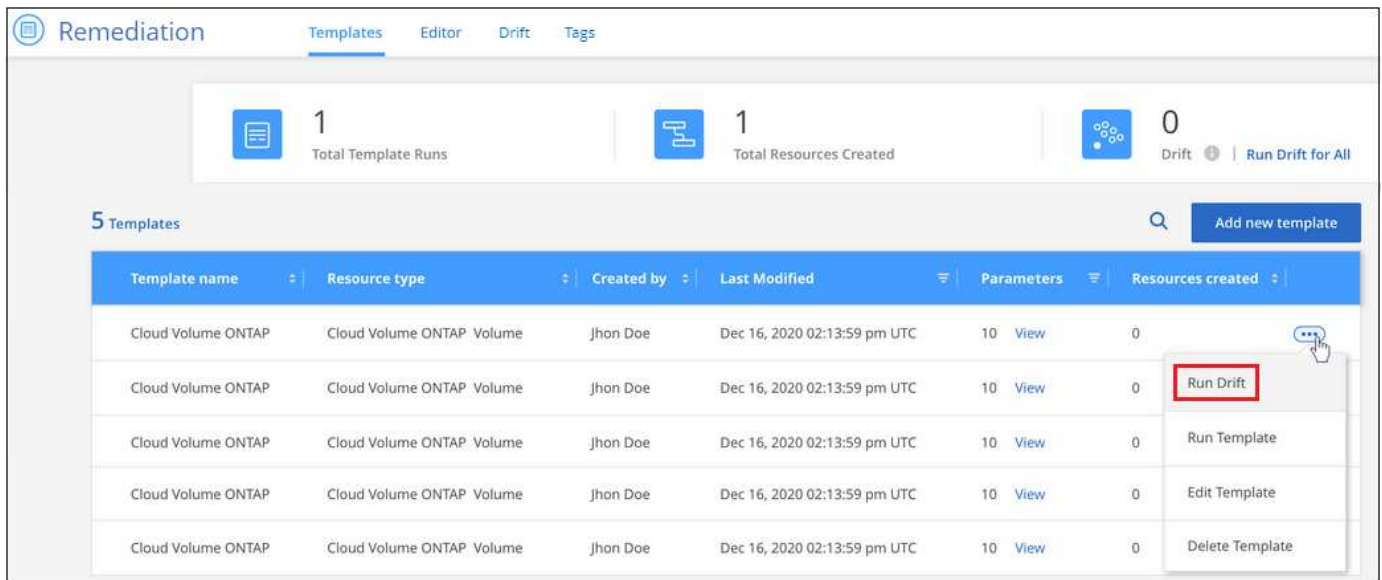 Remediation Templates Editor Drift Tags
1 1 0
Total Template Runs Total Resources Created Drift | Run Drift for All
5 Templates Add new template
Template name Resource type Created by Last Modified Parameters Resources created
Cloud Volume ONTAP Cloud Volume ONTAP Volume Jhon Doe Dec 16, 2020 02:13:59 pm UTC 10 View 0
Cloud Volume ONTAP Cloud Volume ONTAP Volume Jhon Doe Dec 16, 2020 02:13:59 pm UTC 10 View 0 Run Drift
Cloud Volume ONTAP Cloud Volume ONTAP Volume Jhon Doe Dec 16, 2020 02:13:59 pm UTC 10 View 0 Run Template
Cloud Volume ONTAP Cloud Volume ONTAP Volume Jhon Doe Dec 16, 2020 02:13:59 pm UTC 10 View 0 Edit Template
Cloud Volume ONTAP Cloud Volume ONTAP Volume Jhon Doe Dec 16, 2020 02:13:59 pm UTC 10 View 0 Delete Template